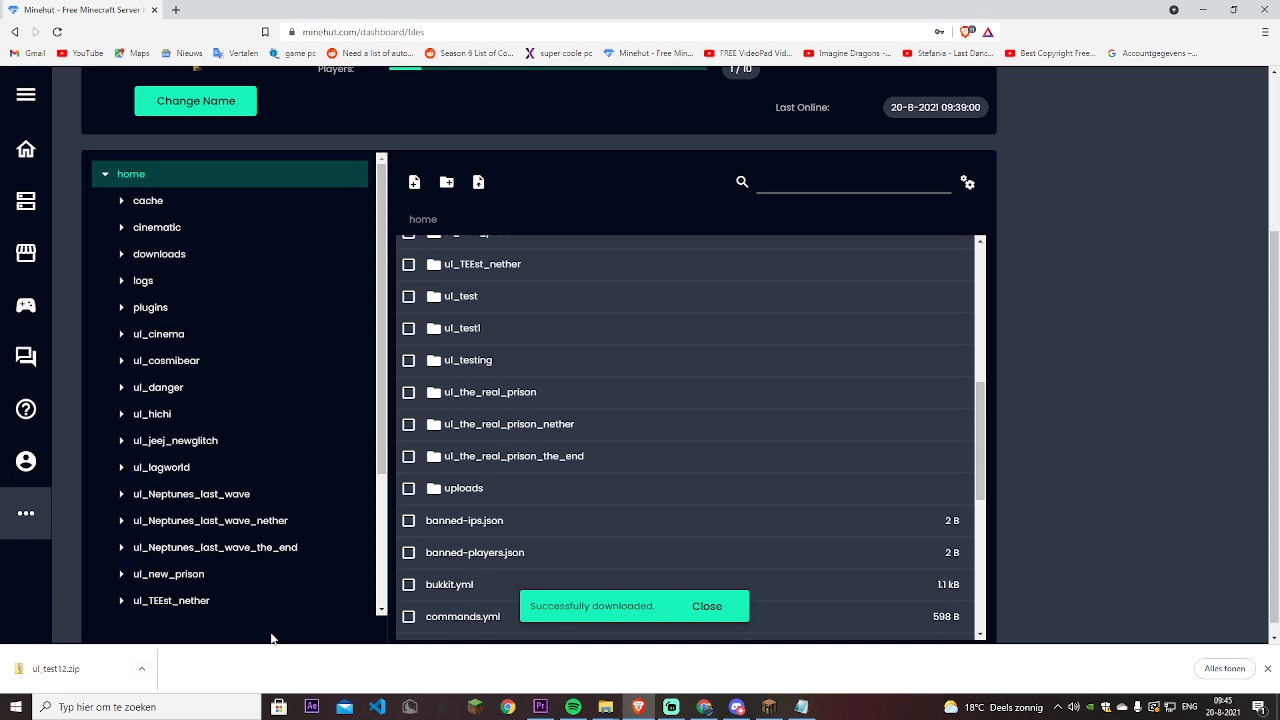 Minehut - Free Minecraft Server
minehut.com/dashboard/files
Gmail YouTube Maps Nieuws Vertalen game pc Need a list of auto... Season 6 List of Co... super coole pc Minehut - Free Min... FREE VideoPad Vid... Imagine Dragons -... Stefania - Last Danc... Best Copyright Free... Accountgegevens -...
Players: 1 / 10
Change Name
Last Online: 20-8-2021 09:39:00
home
cache
cinematic
downloads
logs
plugins
ul_cinema
ul_cosmibear
ul_danger
ul_hichi
ul_jeej_newglitch
ul_lagworld
ul_Neptunes_last_wave
ul_Neptunes_last_wave_nether
ul_Neptunes_last_wave_the_end
ul_new_prison
ul_TEEst_nether
home
ul_TEEst_nether
ul_test
ul_test1
ul_testing
ul_the_real_prison
ul_the_real_prison_nether
ul_the_real_prison_the_end
uploads
banned-ips.json 2 B
banned-players.json 2 B
bukkit.yml 1.1 kB
commands.yml 598 B
Successfully downloaded. Close
ul_test12.zip
Alles tonen
Typ hier om te zoeken
18°C Deels zonnig
09:45
20-8-2021